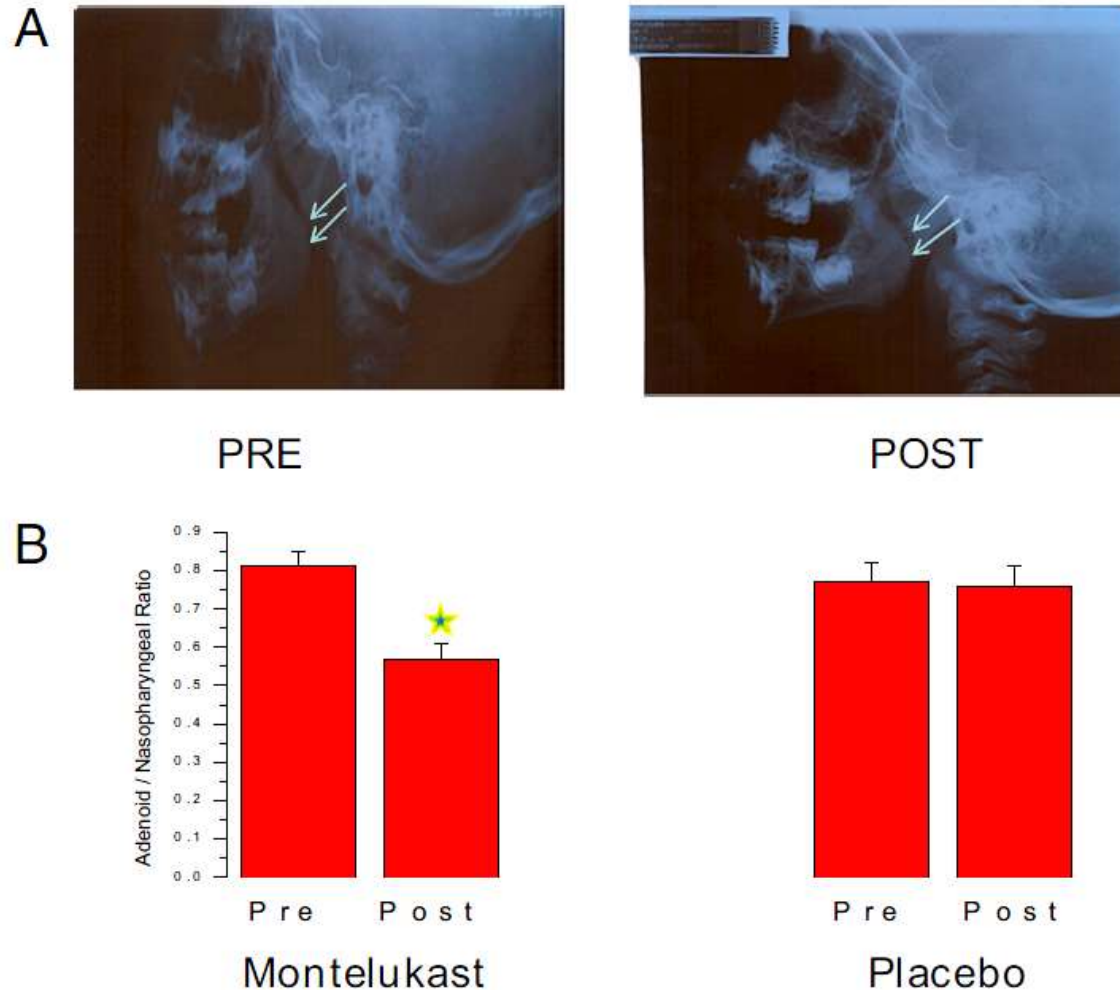 A
PRE
POST
B
Adenoid / Nasopharyngeal Ratio
0.9
0.8
0.7
0.6
0.5
0.4
0.3
0.2
0.1
0.0
Pre
Post
Pre
Post
Montelukast
Placebo